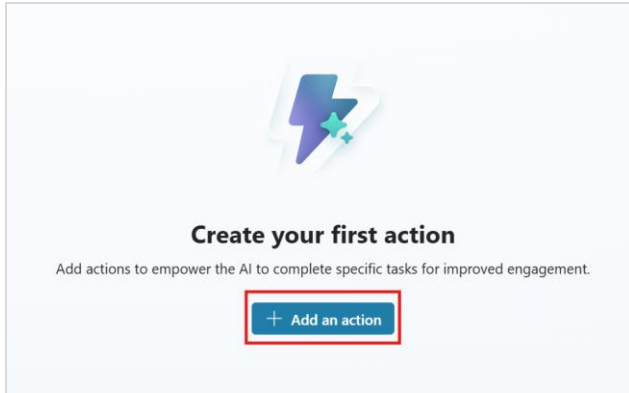 Create your first action
Add actions to empower the AI to complete specific tasks for improved engagement.
+ Add an action